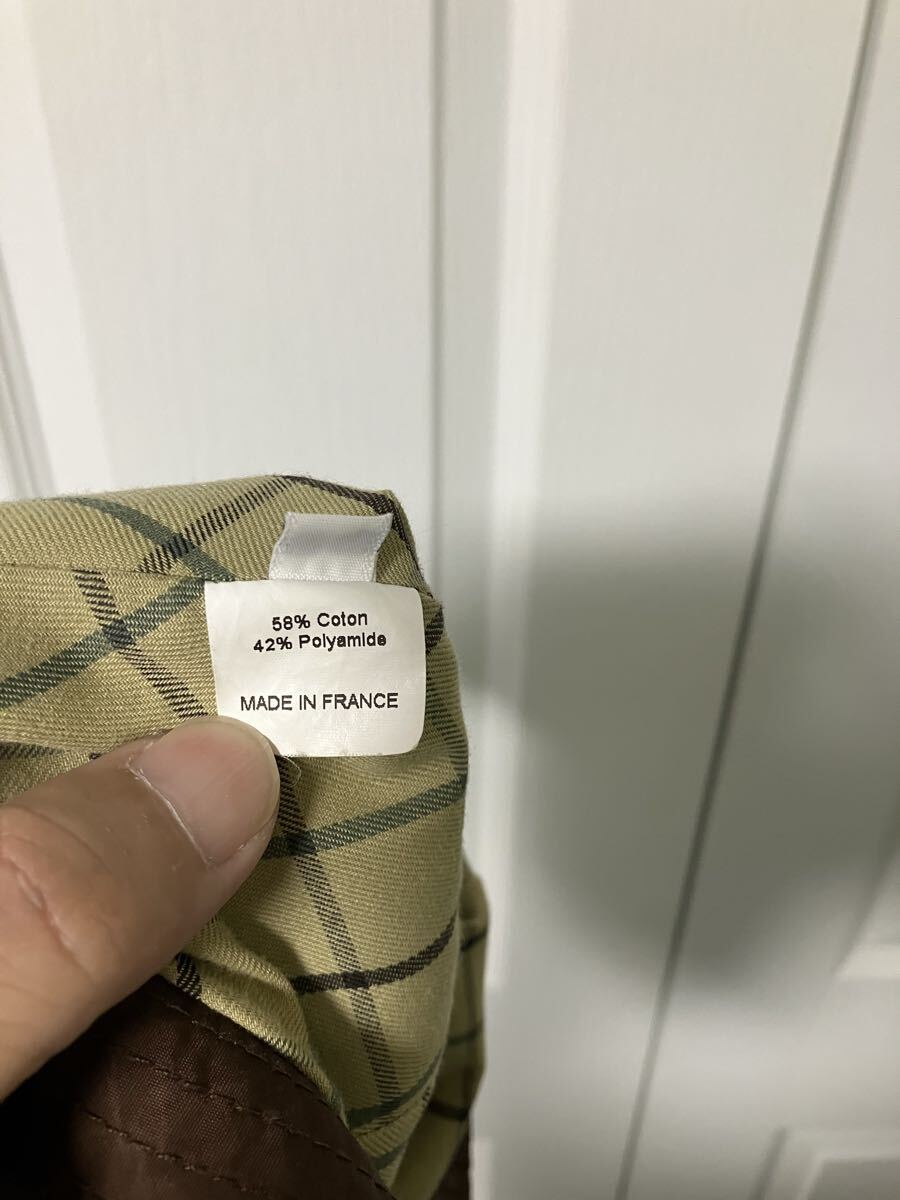 58% Coton
42% Polyamide
MADE IN FRANCE